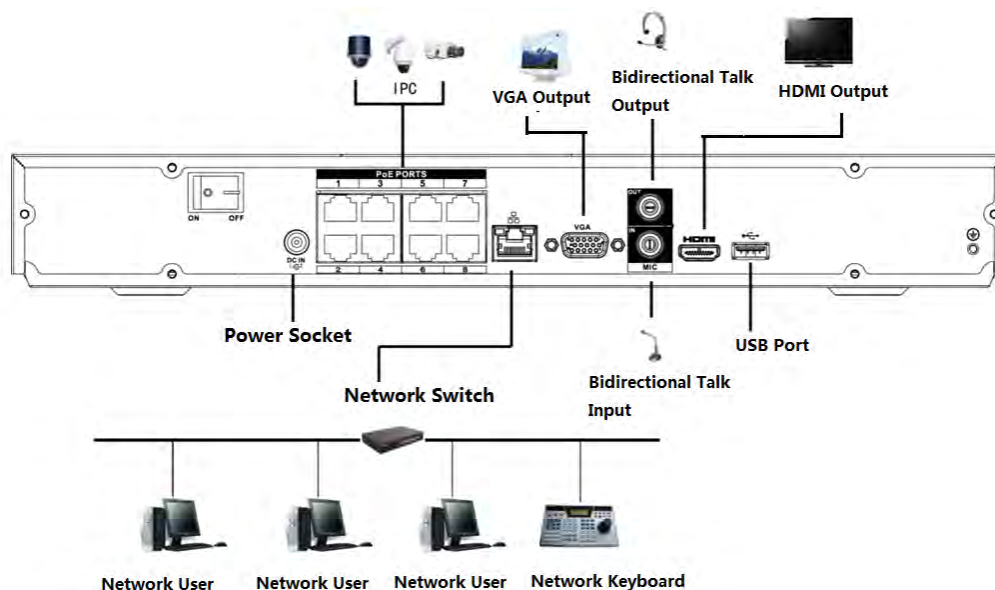 IPC
VGA Output
Bidirectional Talk
Output
HDMI Output
PoE PORTS
1 3 5 7
ON OFF
DC IN
2 4 6 8
VGA
OUT
IN
MIC
HDMI
Power Socket
USB Port
Network Switch
Bidirectional Talk
Input
Network User
Network User
Network User
Network Keyboard